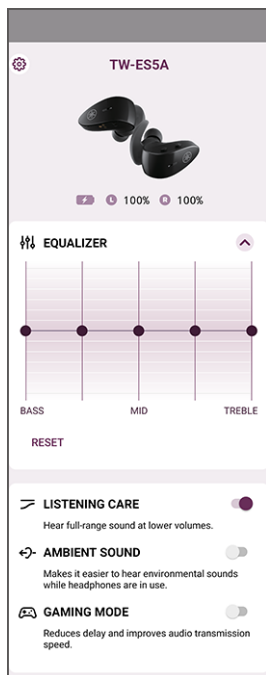 TW-ES5A
L 100% R 100%
EQUALIZER
BASS MID TREBLE
RESET
LISTENING CARE
Hear full-range sound at lower volumes.
AMBIENT SOUND
Makes it easier to hear environmental sounds
while headphones are in use.
GAMING MODE
Reduces delay and improves audio transmission
speed.